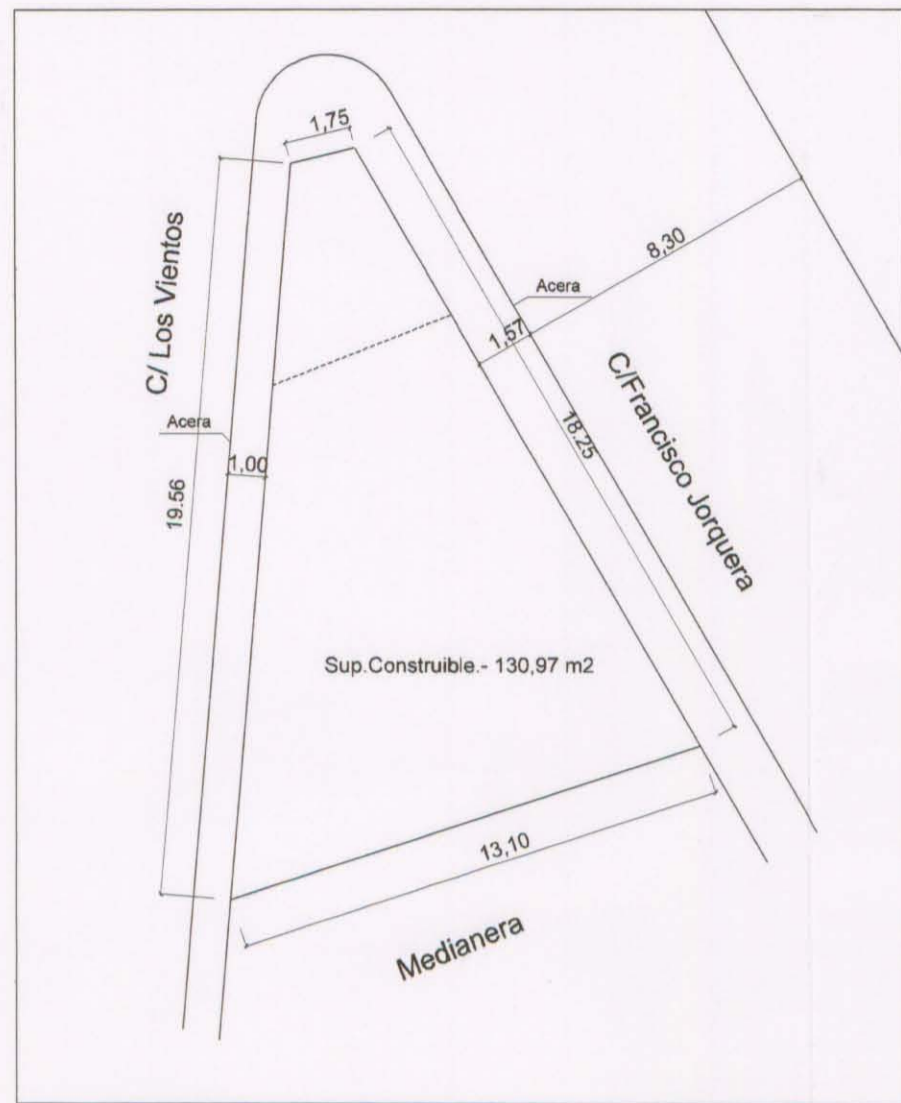 1,75
C/ Los Vientos
8,30
Acera
1,57
C/Francisco Jorquera
Acera
1,00
18.25
19.56
Sup.Construible.- 130,97 m2
13,10
Medianera